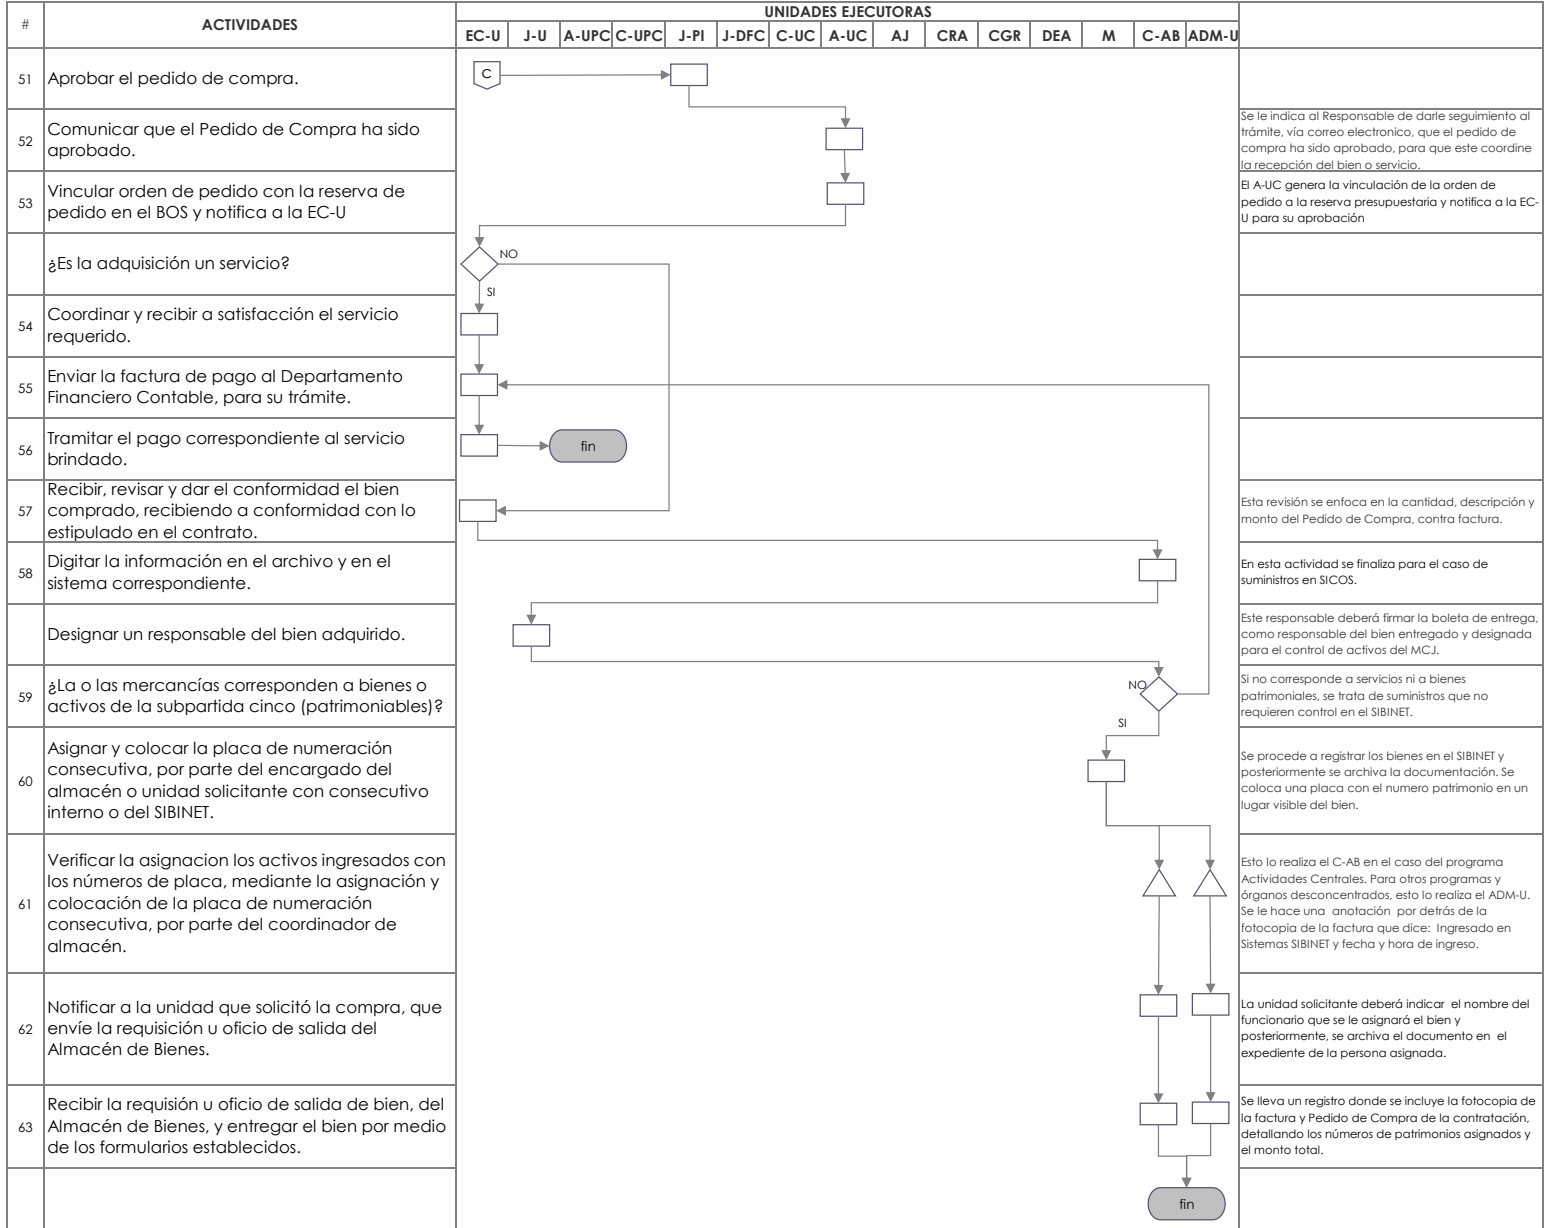 #
ACTIVIDADES
UNIDADES EJECUTORAS
EC-U J-U A-UPC C-UPC J-PI J-DFC C-UC A-UC AJ CRA CGR DEA M C-AB ADM-U
51
Aprobar el pedido de compra.
C
52
Comunicar que el Pedido de Compra ha sido
aprobado.
Se le indica al Responsable de darle seguimiento al
trámite, vía correo electronico, que el pedido de
compra ha sido aprobado, para que este coordine
la recepción del bien o servicio.
53
Vincular orden de pedido con la reserva de
pedido en el BOS y notifica a la EC-U
El A-UC genera la vinculación de la orden de
pedido a la reserva presupuestaria y notifica a la EC-
U para su aprobación
¿Es la adquisición un servicio?
NO
SI
54
Coordinar y recibir a satisfacción el servicio
requerido.
55
Enviar la factura de pago al Departamento
Financiero Contable, para su trámite.
56
Tramitar el pago correspondiente al servicio
brindado.
fin
57
Recibir, revisar y dar el conformidad el bien
comprado, recibiendo a conformidad con lo
estipulado en el contrato.
Esta revisión se enfoca en la cantidad, descripción y
monto del Pedido de Compra, contra factura.
58
Digitar la información en el archivo y en el
sistema correspondiente.
En esta actividad se finaliza para el caso de
suministros en SICOS.
Designar un responsable del bien adquirido.
Este responsable deberá firmar la boleta de entrega,
como responsable del bien entregado y designada
para el control de activos del MCJ.
59
¿La o las mercancías corresponden a bienes o
activos de la subpartida cinco (patrimoniables)?
NO
SI
Si no corresponde a servicios ni a bienes
patrimoniales, se trata de suministros que no
requieren control en el SIBINET.
60
Asignar y colocar la placa de numeración
consecutiva, por parte del encargado del
almacén o unidad solicitante con consecutivo
interno o del SIBINET.
Se procede a registrar los bienes en el SIBINET y
posteriormente se archiva la documentación. Se
coloca una placa con el numero patrimonio en un
lugar visible del bien.
61
Verificar la asignacion los activos ingresados con
los números de placa, mediante la asignación y
colocación de la placa de numeración
consecutiva, por parte del coordinador de
almacén.
Esto lo realiza el C-AB en el caso del programa
Actividades Centrales. Para otros programas y
órganos desconcentrados, esto lo realiza el ADM-U.
Se le hace una anotación por detrás de la
fotocopia de la factura que dice: Ingresado en
Sistemas SIBINET y fecha y hora de ingreso.
62
Notificar a la unidad que solicitó la compra, que
envíe la requisición u oficio de salida del
Almacén de Bienes.
La unidad solicitante deberá indicar el nombre del
funcionario que se le asignará el bien y
posteriormente, se archiva el documento en el
expediente de la persona asignada.
63
Recibir la requisión u oficio de salida de bien, del
Almacén de Bienes, y entregar el bien por medio
de los formularios establecidos.
Se lleva un registro donde se incluye la fotocopia de
la factura y Pedido de Compra de la contratación,
detallando los números de patrimonios asignados y
el monto total.
fin